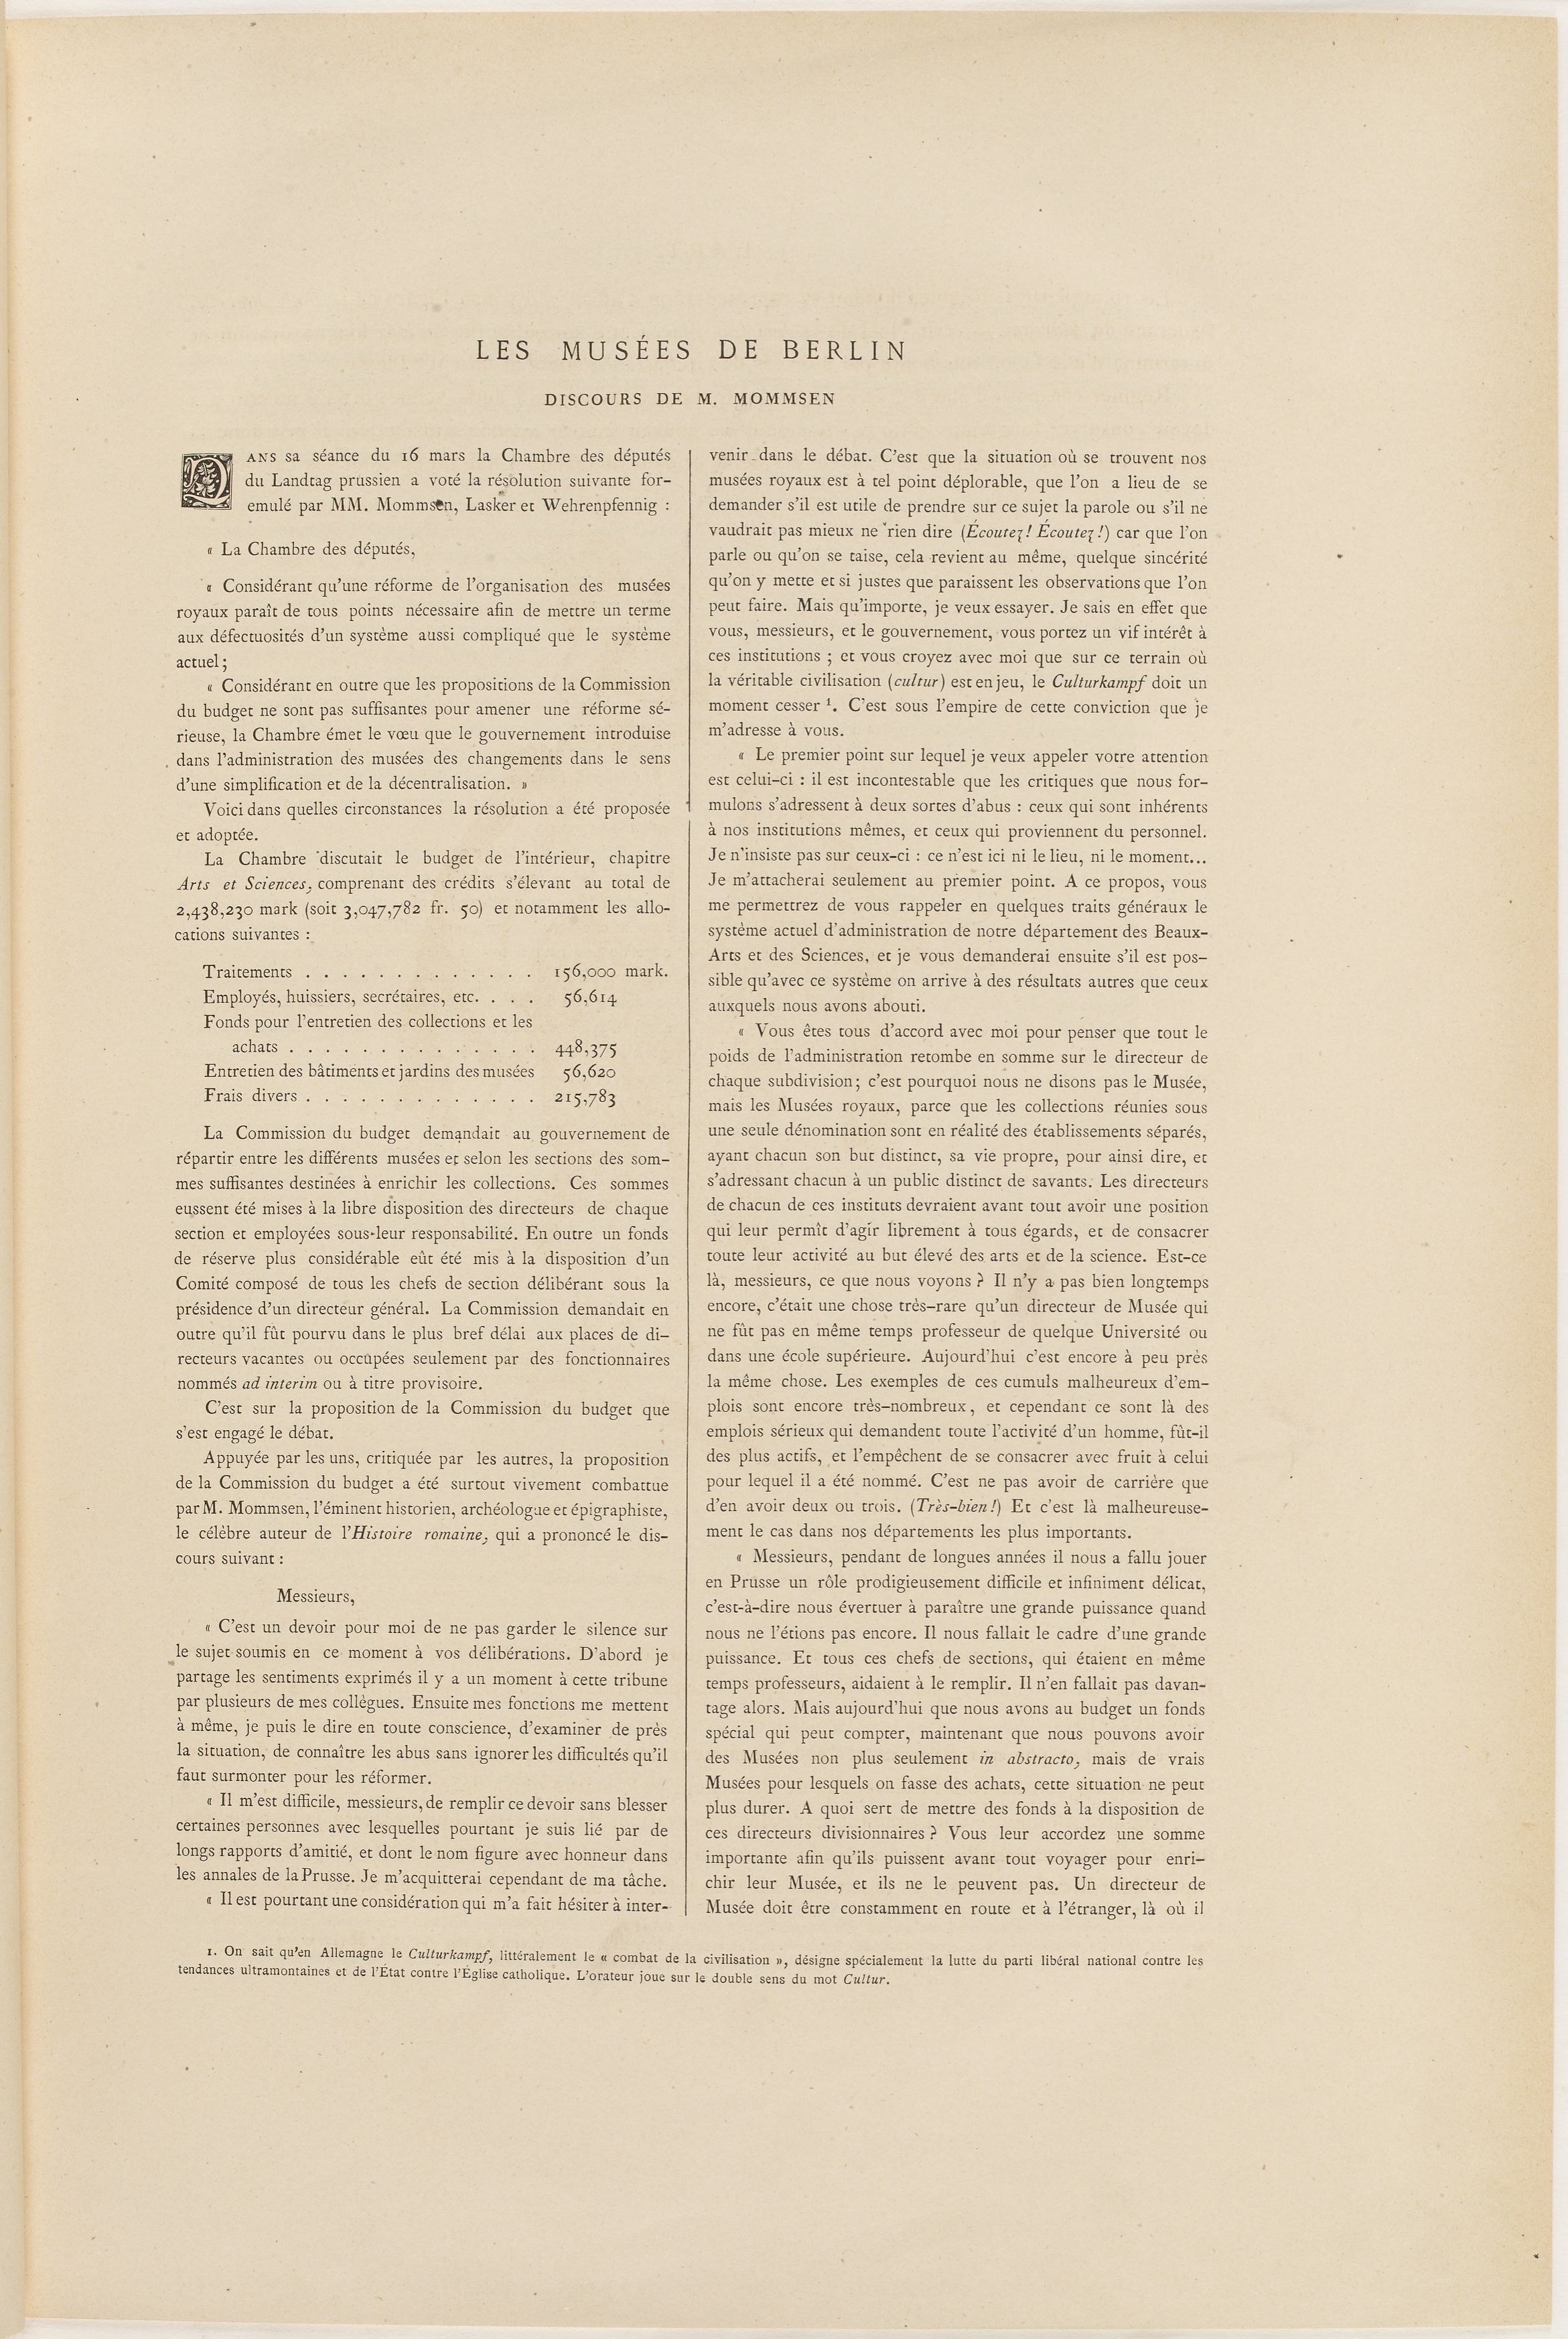 LES MUSÉES DE BERLIN
DISCOURS DE M. MOMMSEN
DANS sa séance du 16 mars la Chambre des députés
du Landtag prussien a voté la résolution suivante for-
emulé par MM. Mommsen, Lasker et Wehrenpfennig :
« La Chambre des députés,
« Considérant qu'une réforme de l'organisation des musées
royaux paraît de tous points nécessaire afin de mettre un terme
aux défectuosités d'un système aussi compliqué que le système
actuel ;
« Considérant en outre que les propositions de la Commission
du budget ne sont pas suffisantes pour amener une réforme sé-
rieuse, la Chambre émet le vœu que le gouvernement introduise
dans l'administration des musées des changements dans le sens
d'une simplification et de la décentralisation. »
Voici dans quelles circonstances la résolution a été proposée
et adoptée.
La Chambre discutait le budget de l'intérieur, chapitre
Arts et Sciences, comprenant des crédits s'élevant au total de
2,438,230 mark (soit 3,047,782 fr. 50) et notamment les allo-
cations suivantes :
Traitements . . . . . . . . . . . . . 156,000 mark.
Employés, huissiers, secrétaires, etc. . . . 56,614
Fonds pour l'entretien des collections et les
achats . . . . . . . . . . . . . . 448,375
Entretien des bâtiments et jardins des musées 56,620
Frais divers . . . . . . . . . . . . . 215,783
La Commission du budget demandait au gouvernement de
répartir entre les différents musées et selon les sections des som-
mes suffisantes destinées à enrichir les collections. Ces sommes
eussent été mises à la libre disposition des directeurs de chaque
section et employées sous leur responsabilité. En outre un fonds
de réserve plus considérable eût été mis à la disposition d'un
Comité composé de tous les chefs de section délibérant sous la
présidence d'un directeur général. La Commission demandait en
outre qu'il fût pourvu dans le plus bref délai aux places de di-
recteurs vacantes ou occupées seulement par des fonctionnaires
nommés ad interim ou à titre provisoire.
C'est sur la proposition de la Commission du budget que
s'est engagé le débat.
Appuyée par les uns, critiquée par les autres, la proposition
de la Commission du budget a été surtout vivement combattue
par M. Mommsen, l'éminent historien, archéologue et épigraphiste,
le célèbre auteur de l'Histoire romaine, qui a prononcé le dis-
cours suivant :
Messieurs,
« C'est un devoir pour moi de ne pas garder le silence sur
le sujet soumis en ce moment à vos délibérations. D'abord je
partage les sentiments exprimés il y a un moment à cette tribune
par plusieurs de mes collègues. Ensuite mes fonctions me mettent
à même, je puis le dire en toute conscience, d'examiner de près
la situation, de connaître les abus sans ignorer les difficultés qu'il
faut surmonter pour les réformer.
« Il m'est difficile, messieurs, de remplir ce devoir sans blesser
certaines personnes avec lesquelles pourtant je suis lié par de
longs rapports d'amitié, et dont le nom figure avec honneur dans
les annales de la Prusse. Je m'acquitterai cependant de ma tâche.
« Il est pourtant une considération qui m'a fait hésiter à inter-
venir dans le débat. C'est que la situation où se trouvent nos
musées royaux est à tel point déplorable, que l'on a lieu de se
demander s'il est utile de prendre sur ce sujet la parole ou s'il ne
vaudrait pas mieux ne rien dire (Écoutez! Écoutez!) car que l'on
parle ou qu'on se taise, cela revient au même, quelque sincérité
qu'on y mette et si justes que paraissent les observations que l'on
peut faire. Mais qu'importe, je veux essayer. Je sais en effet que
vous, messieurs, et le gouvernement, vous portez un vif intérêt à
ces institutions ; et vous croyez avec moi que sur ce terrain où
la véritable civilisation (cultur) est en jeu, le Culturkampf doit un
moment cesser ¹. C'est sous l'empire de cette conviction que je
m'adresse à vous.
« Le premier point sur lequel je veux appeler votre attention
est celui-ci : il est incontestable que les critiques que nous for-
mulons s'adressent à deux sortes d'abus : ceux qui sont inhérents
à nos institutions mêmes, et ceux qui proviennent du personnel.
Je n'insiste pas sur ceux-ci : ce n'est ici ni le lieu, ni le moment...
Je m'attacherai seulement au premier point. A ce propos, vous
me permettrez de vous rappeler en quelques traits généraux le
système actuel d'administration de notre département des Beaux-
Arts et des Sciences, et je vous demanderai ensuite s'il est pos-
sible qu'avec ce système on arrive à des résultats autres que ceux
auxquels nous avons abouti.
« Vous êtes tous d'accord avec moi pour penser que tout le
poids de l'administration retombe en somme sur le directeur de
chaque subdivision; c'est pourquoi nous ne disons pas le Musée,
mais les Musées royaux, parce que les collections réunies sous
une seule dénomination sont en réalité des établissements séparés,
ayant chacun son but distinct, sa vie propre, pour ainsi dire, et
s'adressant chacun à un public distinct de savants. Les directeurs
de chacun de ces instituts devraient avant tout avoir une position
qui leur permît d'agir librement à tous égards, et de consacrer
toute leur activité au but élevé des arts et de la science. Est-ce
là, messieurs, ce que nous voyons ? Il n'y a pas bien longtemps
encore, c'était une chose très-rare qu'un directeur de Musée qui
ne fût pas en même temps professeur de quelque Université ou
dans une école supérieure. Aujourd'hui c'est encore à peu près
la même chose. Les exemples de ces cumuls malheureux d'em-
plois sont encore très-nombreux, et cependant ce sont là des
emplois sérieux qui demandent toute l'activité d'un homme, fût-il
des plus actifs, et l'empêchent de se consacrer avec fruit à celui
pour lequel il a été nommé. C'est ne pas avoir de carrière que
d'en avoir deux ou trois. (Très-bien!) Et c'est là malheureuse-
ment le cas dans nos départements les plus importants.
« Messieurs, pendant de longues années il nous a fallu jouer
en Prusse un rôle prodigieusement difficile et infiniment délicat,
c'est-à-dire nous évertuer à paraître une grande puissance quand
nous ne l'étions pas encore. Il nous fallait le cadre d'une grande
puissance. Et tous ces chefs de sections, qui étaient en même
temps professeurs, aidaient à le remplir. Il n'en fallait pas davan-
tage alors. Mais aujourd'hui que nous avons au budget un fonds
spécial qui peut compter, maintenant que nous pouvons avoir
des Musées non plus seulement in abstracto, mais de vrais
Musées pour lesquels on fasse des achats, cette situation ne peut
plus durer. A quoi sert de mettre des fonds à la disposition de
ces directeurs divisionnaires ? Vous leur accordez une somme
importante afin qu'ils puissent avant tout voyager pour enri-
chir leur Musée, et ils ne le peuvent pas. Un directeur de
Musée doit être constamment en route et à l'étranger, là où il
1. On sait qu'en Allemagne le Culturkampf, littéralement le « combat de la civilisation », désigne spécialement la lutte du parti libéral national contre les
tendances ultramontaines et de l'État contre l'Église catholique. L'orateur joue sur le double sens du mot Cultur.